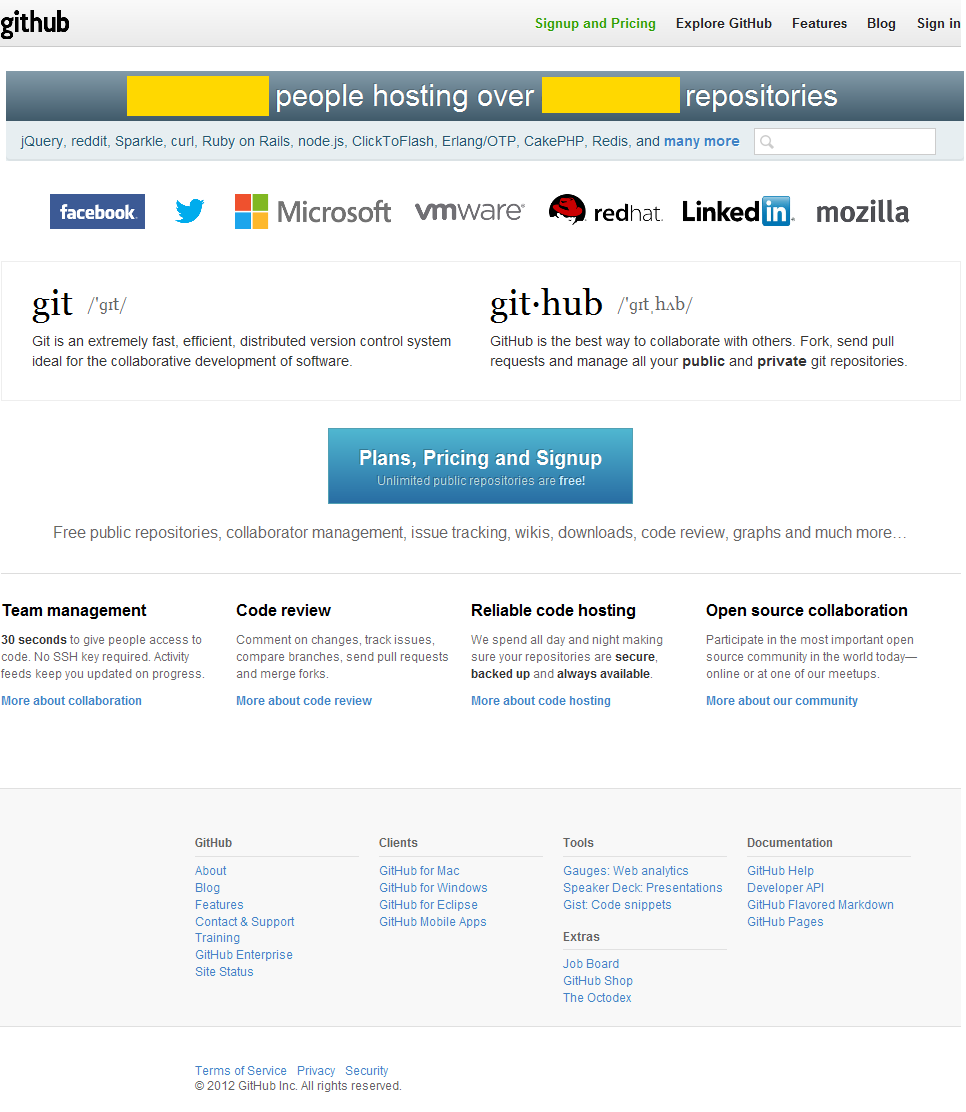 github
Signup and Pricing Explore GitHub Features Blog Sign in
people hosting over repositories
jQuery, reddit, Sparkle, curl, Ruby on Rails, node.js, ClickToFlash, Erlang/OTP, CakePHP, Redis, and many more
facebook. Microsoft vmware® redhat. Linked in® mozilla
git /'gɪt/
Git is an extremely fast, efficient, distributed version control system
ideal for the collaborative development of software.
git·hub /'gɪtˌhʌb/
GitHub is the best way to collaborate with others. Fork, send pull
requests and manage all your public and private git repositories.
Plans, Pricing and Signup
Unlimited public repositories are free!
Free public repositories, collaborator management, issue tracking, wikis, downloads, code review, graphs and much more…
Team management
30 seconds to give people access to
code. No SSH key required. Activity
feeds keep you updated on progress.
More about collaboration
Code review
Comment on changes, track issues,
compare branches, send pull requests
and merge forks.
More about code review
Reliable code hosting
We spend all day and night making
sure your repositories are secure,
backed up and always available.
More about code hosting
Open source collaboration
Participate in the most important open
source community in the world today—
online or at one of our meetups.
More about our community
GitHub
About
Blog
Features
Contact & Support
Training
GitHub Enterprise
Site Status
Clients
GitHub for Mac
GitHub for Windows
GitHub for Eclipse
GitHub Mobile Apps
Tools
Gauges: Web analytics
Speaker Deck: Presentations
Gist: Code snippets
Extras
Job Board
GitHub Shop
The Octodex
Documentation
GitHub Help
Developer API
GitHub Flavored Markdown
GitHub Pages
Terms of Service Privacy Security
© 2012 GitHub Inc. All rights reserved.